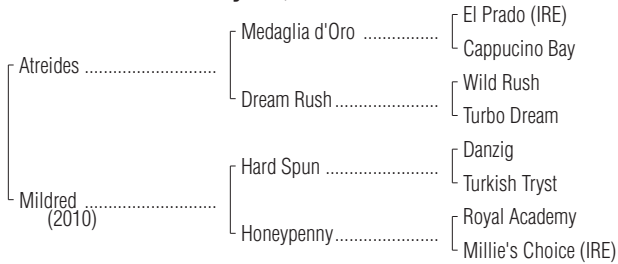 El Prado (IRE)
Medaglia d'Oro ................
Cappucino Bay
Atreides ............................
Wild Rush
Dream Rush ......................
Turbo Dream
Danzig
Hard Spun ........................
Turkish Tryst
Mildred ............................
(2010)
Royal Academy
Honeypenny ......................
Millie's Choice (IRE)